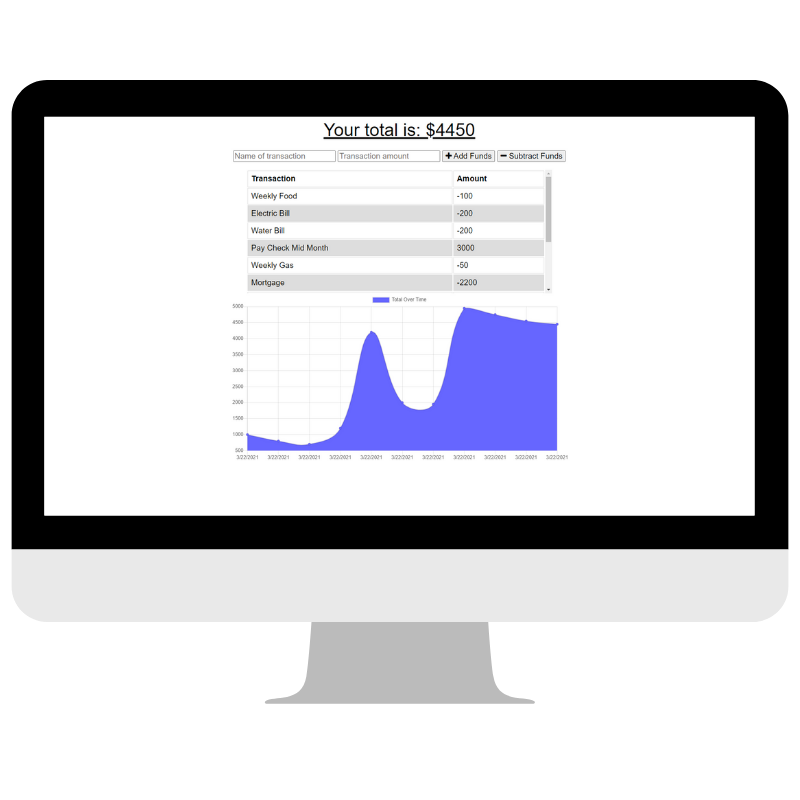 Your total is: $4450
Name of transaction Transaction amount Add Funds Subtract Funds
Transaction Amount
Weekly Food -100
Electric Bill -200
Water Bill -200
Pay Check Mid Month 3000
Weekly Gas -50
Mortgage -2200
Total Over Time
5000
4500
4000
3500
3000
2500
2000
1500
1000
500
3/22/2021 3/22/2021 3/22/2021 3/22/2021 3/22/2021 3/22/2021 3/22/2021 3/22/2021 3/22/2021 3/22/2021 3/22/2021